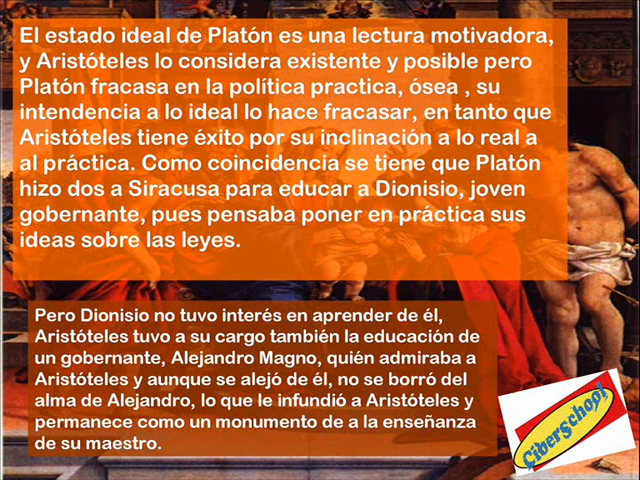 El estado ideal de Platón es una lectura motivadora,
y Aristóteles lo considera existente y posible pero
Platón fracasa en la política practica, ósea , su
intendencia a lo ideal lo hace fracasar, en tanto que
Aristóteles tiene éxito por su inclinación a lo real a
al práctica. Como coincidencia se tiene que Platón
hizo dos a Siracusa para educar a Dionisio, joven
gobernante, pues pensaba poner en práctica sus
ideas sobre las leyes.
Pero Dionisio no tuvo interés en aprender de él,
Aristóteles tuvo a su cargo también la educación de
un gobernante, Alejandro Magno, quién admiraba a
Aristóteles y aunque se alejó de él, no se borró del
alma de Alejandro, lo que le infundió a Aristóteles y
permanece como un monumento de a la enseñanza
de su maestro.
CiberSchool